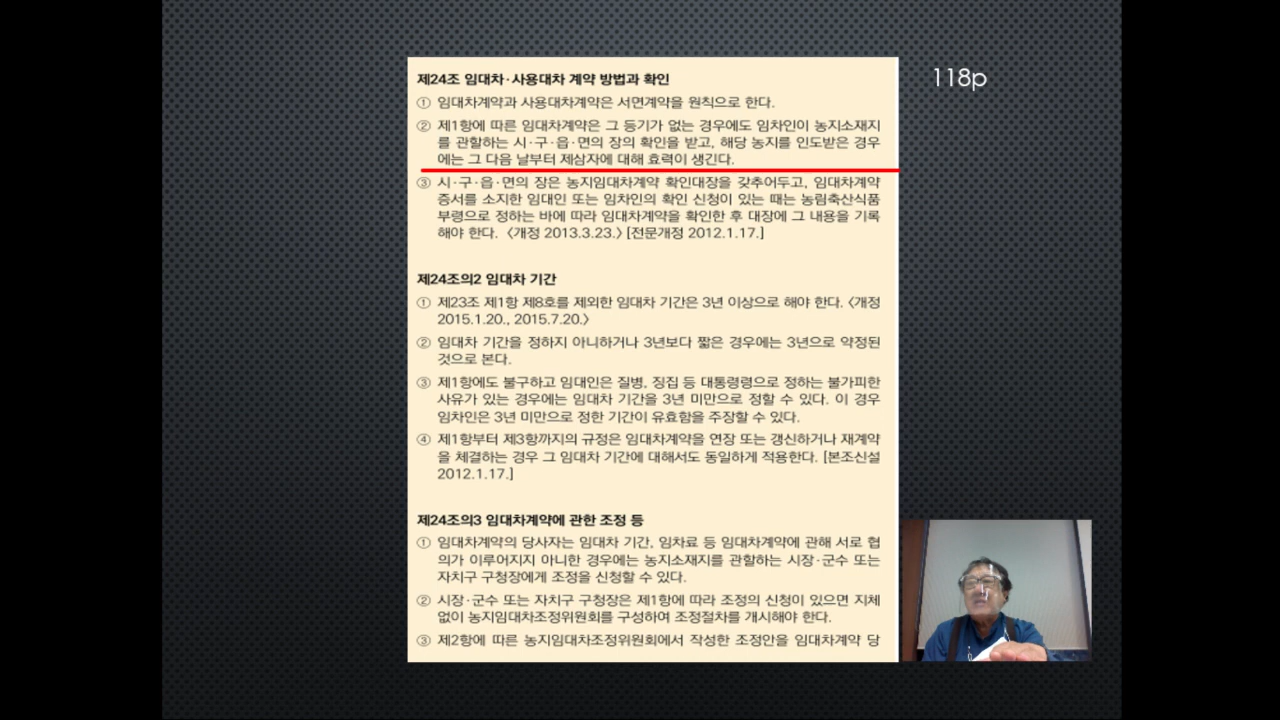 118p
제24조 임대차·사용대차 계약 방법과 확인
① 임대차계약과 사용대차계약은 서면계약을 원칙으로 한다.
② 제1항에 따른 임대차계약은 그 등기가 없는 경우에도 임차인이 농지소재지
를 관할하는 시·구·읍·면의 장의 확인을 받고, 해당 농지를 인도받은 경우
에는 그 다음 날부터 제삼자에 대해 효력이 생긴다.
③ 시·구·읍·면의 장은 농지임대차계약 확인대장을 갖추어두고, 임대차계약
증서를 소지한 임대인 또는 임차인의 확인 신청이 있는 때는 농림축산식품
부령으로 정하는 바에 따라 임대차계약을 확인한 후 대장에 그 내용을 기록
해야 한다. 〈개정 2013.3.23.〉 [전문개정 2012.1.17.]
제24조의2 임대차 기간
① 제23조 제1항 제8호를 제외한 임대차 기간은 3년 이상으로 해야 한다. 〈개정
2015.1.20., 2015.7.20.〉
② 임대차 기간을 정하지 아니하거나 3년보다 짧은 경우에는 3년으로 약정된
것으로 본다.
③ 제1항에도 불구하고 임대인은 질병, 징집 등 대통령령으로 정하는 불가피한
사유가 있는 경우에는 임대차 기간을 3년 미만으로 정할 수 있다. 이 경우
임차인은 3년 미만으로 정한 기간이 유효함을 주장할 수 있다.
④ 제1항부터 제3항까지의 규정은 임대차계약을 연장 또는 갱신하거나 재계약
을 체결하는 경우 그 임대차 기간에 대해서도 동일하게 적용한다. [본조신설
2012.1.17.]
제24조의3 임대차계약에 관한 조정 등
① 임대차계약의 당사자는 임대차 기간, 임차료 등 임대차계약에 관해 서로 협
의가 이루어지지 아니한 경우에는 농지소재지를 관할하는 시장·군수 또는
자치구 구청장에게 조정을 신청할 수 있다.
② 시장·군수 또는 자치구 구청장은 제1항에 따라 조정의 신청이 있으면 지체
없이 농지임대차조정위원회를 구성하여 조정절차를 개시해야 한다.
③ 제2항에 따른 농지임대차조정위원회에서 작성한 조정안을 임대차계약 당